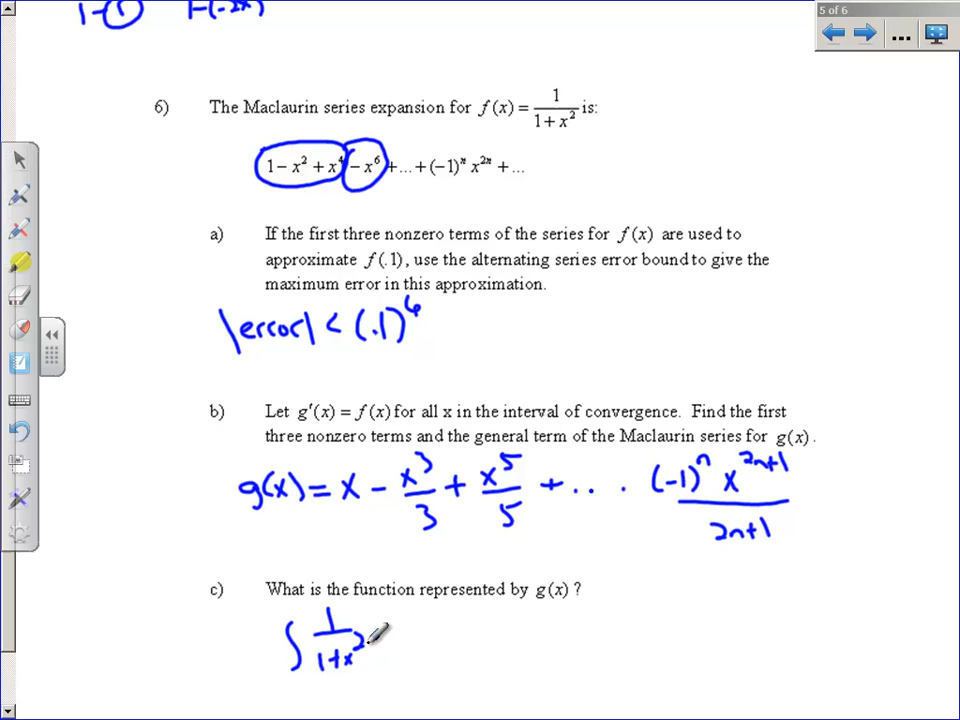 5 of 6
6) The Maclaurin series expansion for f(x) = 1/(1 + x²) is:
1 − x² + x⁴ − x⁶ + ... + (−1)ⁿ x²ⁿ + ...
a) If the first three nonzero terms of the series for f(x) are used to
approximate f(.1), use the alternating series error bound to give the
maximum error in this approximation.
|error| < (.1)⁶
b) Let g′(x) = f(x) for all x in the interval of convergence. Find the first
three nonzero terms and the general term of the Maclaurin series for g(x).
g(x) = x − x³/3 + x⁵/5 + ... (−1)ⁿ x²ⁿ⁺¹/(2n+1)
c) What is the function represented by g(x)?
∫ 1/(1+x²)